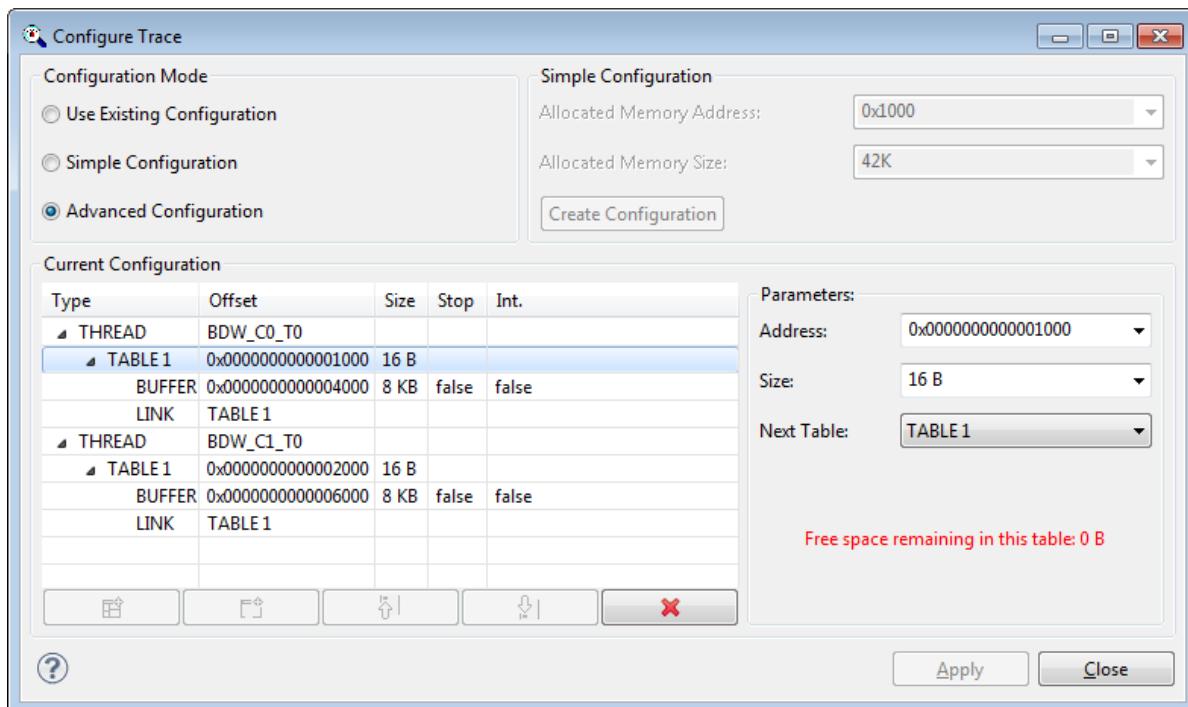 Configure Trace
Configuration Mode
Use Existing Configuration
Simple Configuration
Advanced Configuration
Simple Configuration
Allocated Memory Address: 0x1000
Allocated Memory Size: 42K
Create Configuration
Current Configuration
Type Offset Size Stop Int.
THREAD BDW_C0_T0
TABLE 1 0x0000000000001000 16 B
BUFFER 0x0000000000004000 8 KB false false
LINK TABLE 1
THREAD BDW_C1_T0
TABLE 1 0x0000000000002000 16 B
BUFFER 0x0000000000006000 8 KB false false
LINK TABLE 1
Parameters:
Address: 0x0000000000001000
Size: 16 B
Next Table: TABLE 1
Free space remaining in this table: 0 B
Apply
Close